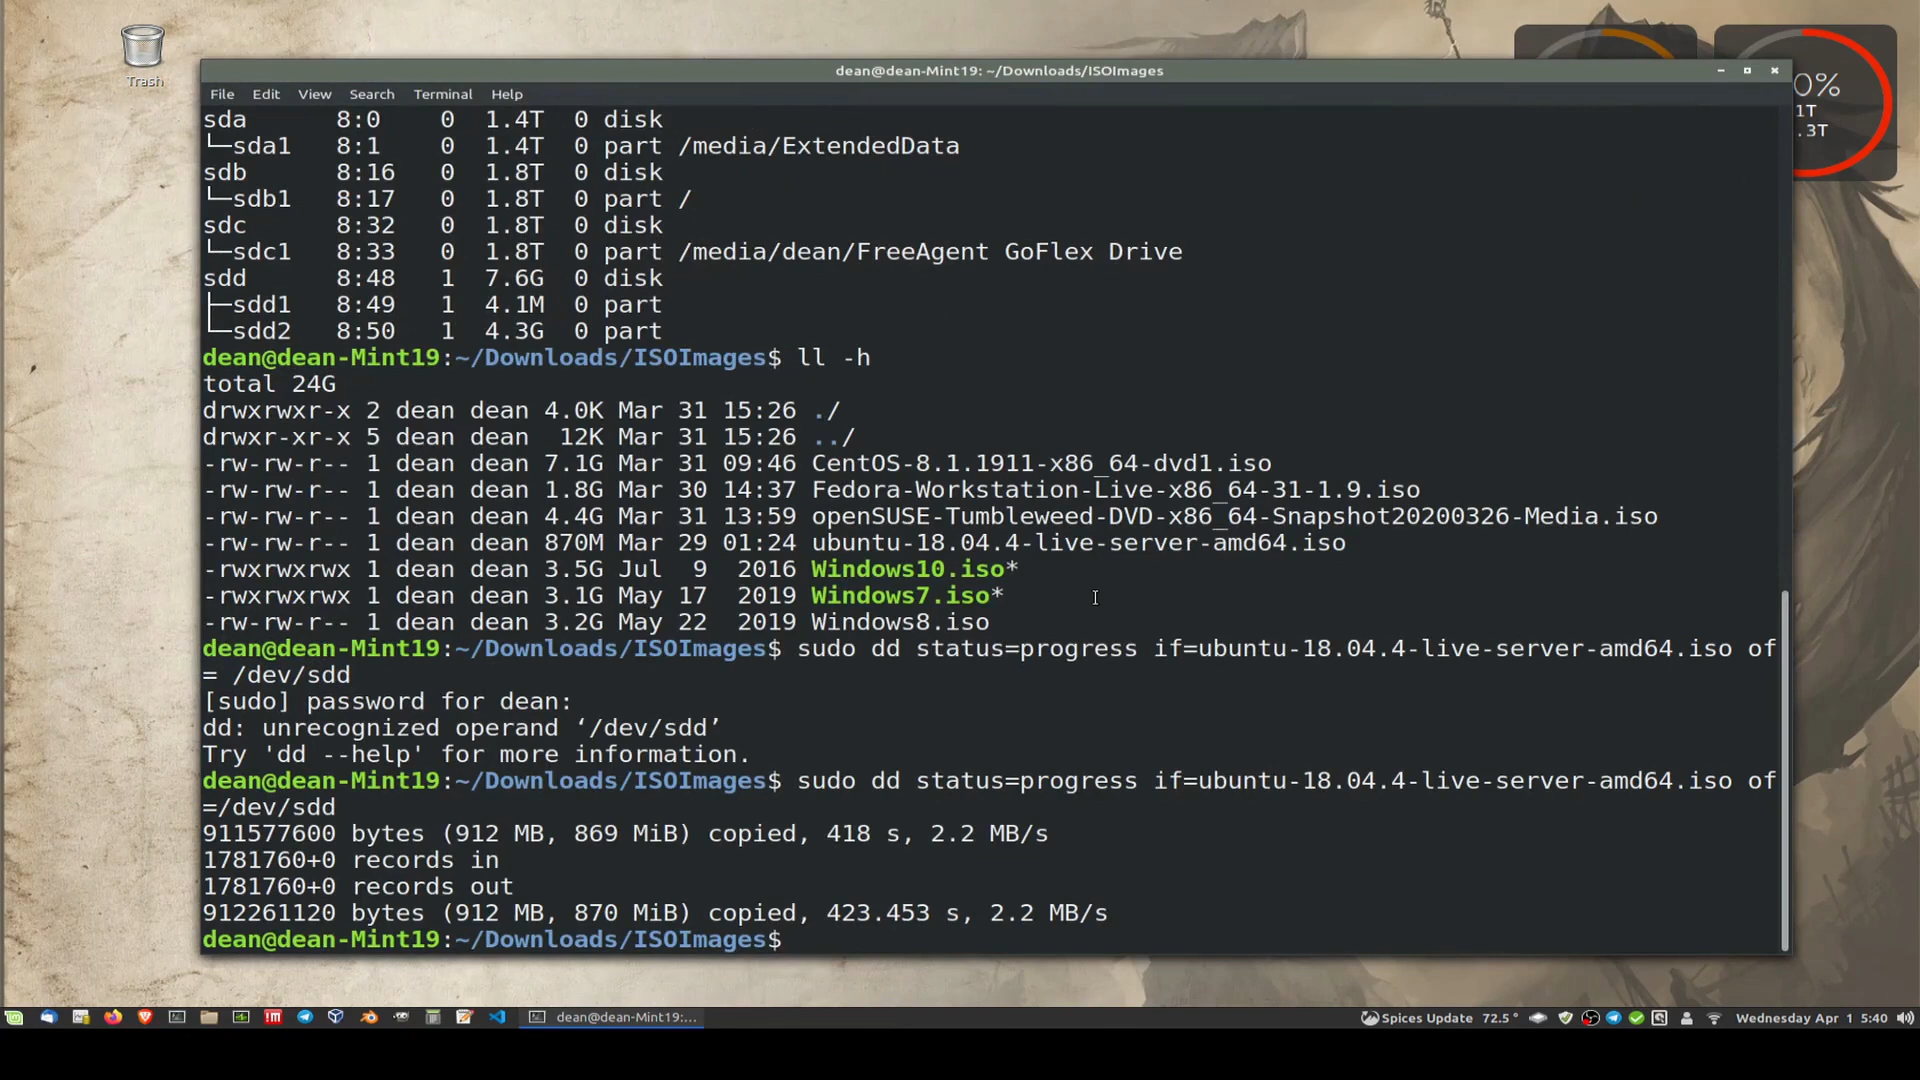 Trash
dean@dean-Mint19: ~/Downloads/ISOImages
0%
1T
.3T
File Edit View Search Terminal Help
sda 8:0 0 1.4T 0 disk
└─sda1 8:1 0 1.4T 0 part /media/ExtendedData
sdb 8:16 0 1.8T 0 disk
└─sdb1 8:17 0 1.8T 0 part /
sdc 8:32 0 1.8T 0 disk
└─sdc1 8:33 0 1.8T 0 part /media/dean/FreeAgent GoFlex Drive
sdd 8:48 1 7.6G 0 disk
├─sdd1 8:49 1 4.1M 0 part
└─sdd2 8:50 1 4.3G 0 part
dean@dean-Mint19:~/Downloads/ISOImages$ ll -h
total 24G
drwxrwxr-x 2 dean dean 4.0K Mar 31 15:26 ./
drwxr-xr-x 5 dean dean 12K Mar 31 15:26 ../
-rw-rw-r-- 1 dean dean 7.1G Mar 31 09:46 CentOS-8.1.1911-x86_64-dvd1.iso
-rw-rw-r-- 1 dean dean 1.8G Mar 30 14:37 Fedora-Workstation-Live-x86_64-31-1.9.iso
-rw-rw-r-- 1 dean dean 4.4G Mar 31 13:59 openSUSE-Tumbleweed-DVD-x86_64-Snapshot20200326-Media.iso
-rw-rw-r-- 1 dean dean 870M Mar 29 01:24 ubuntu-18.04.4-live-server-amd64.iso
-rwxrwxrwx 1 dean dean 3.5G Jul 9 2016 Windows10.iso*
-rwxrwxrwx 1 dean dean 3.1G May 17 2019 Windows7.iso*
-rw-rw-r-- 1 dean dean 3.2G May 22 2019 Windows8.iso
dean@dean-Mint19:~/Downloads/ISOImages$ sudo dd status=progress if=ubuntu-18.04.4-live-server-amd64.iso of
= /dev/sdd
[sudo] password for dean:
dd: unrecognized operand ‘/dev/sdd’
Try 'dd --help' for more information.
dean@dean-Mint19:~/Downloads/ISOImages$ sudo dd status=progress if=ubuntu-18.04.4-live-server-amd64.iso of
=/dev/sdd
911577600 bytes (912 MB, 869 MiB) copied, 418 s, 2.2 MB/s
1781760+0 records in
1781760+0 records out
912261120 bytes (912 MB, 870 MiB) copied, 423.453 s, 2.2 MB/s
dean@dean-Mint19:~/Downloads/ISOImages$
dean@dean-Mint19:... Spices Update 72.5 ° Wednesday Apr 1 5:40